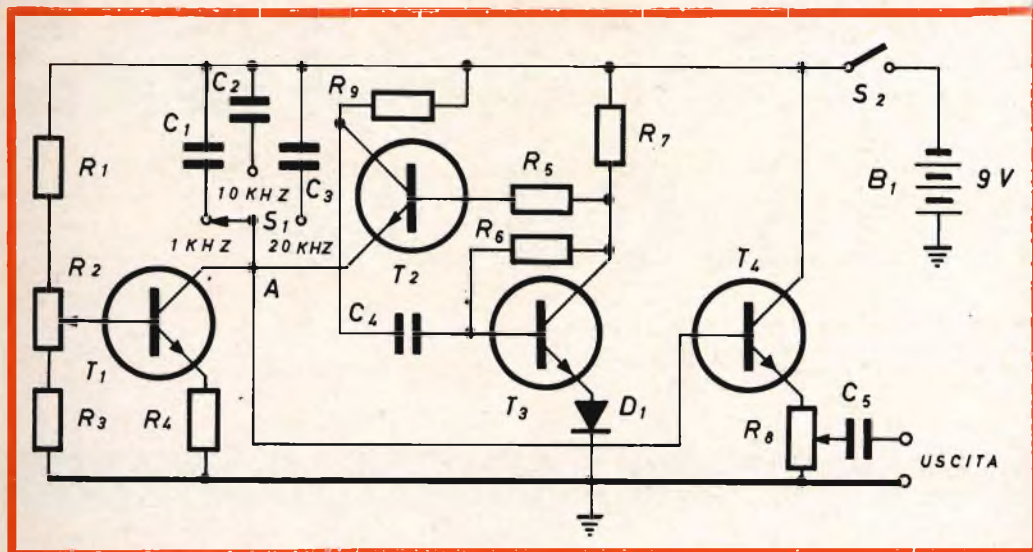 C2
R9
S2
C1
R7
R1
C3
R5
B1 9 V
10 KHZ
S1
R6
1 KHZ
20 KHZ
R2
T2
T4
A
C4
T1
T3
D1
C5
R3
R4
R8
USCITA